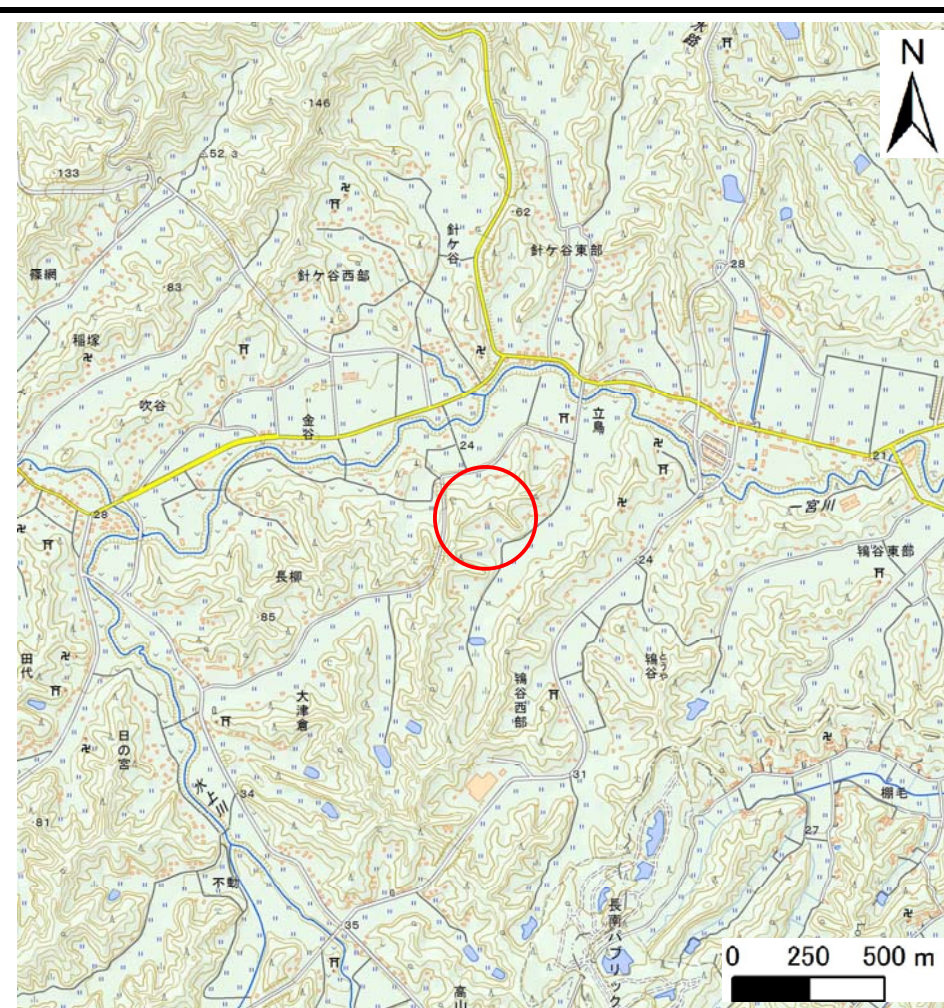 水路
N
146
52.3
133
62
針ケ谷
針ケ谷東部
28
篠網
針ケ谷西部
83
稲塚
吹谷
金谷
立鳥
24
21
28
一宮川
長柳
24
鴇谷東部
85
田代
鴇谷
とうや
大津倉
鴇谷西部
日の宮
31
水上川
34
棚毛
81
27
不動
35
長南パブリック
高山
0 250 500 m